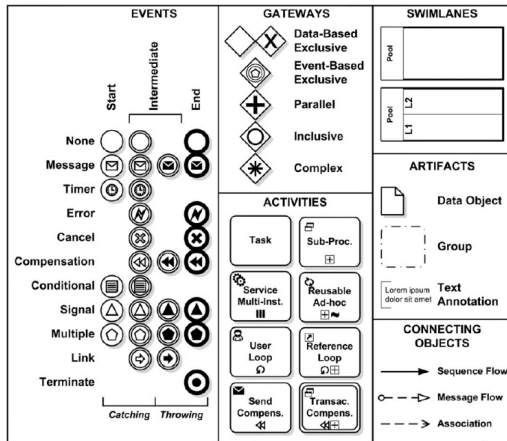 EVENTS
Start
Intermediate
End
None
Message
Timer
Error
Cancel
Compensation
Conditional
Signal
Multiple
Link
Terminate
Catching
Throwing
GATEWAYS
X
Data-Based
Exclusive
Event-Based
Exclusive
Parallel
Inclusive
Complex
ACTIVITIES
Task
Sub-Proc.
Service
Multi-Inst.
Reusable
Ad-hoc
User
Loop
Reference
Loop
Send
Compens.
Transac.
Compens.
SWIMLANES
Pool
Pool
L2
L1
ARTIFACTS
Data Object
Group
Lorem ipsum
dolor sit amet
Text
Annotation
CONNECTING
OBJECTS
Sequence Flow
Message Flow
Association